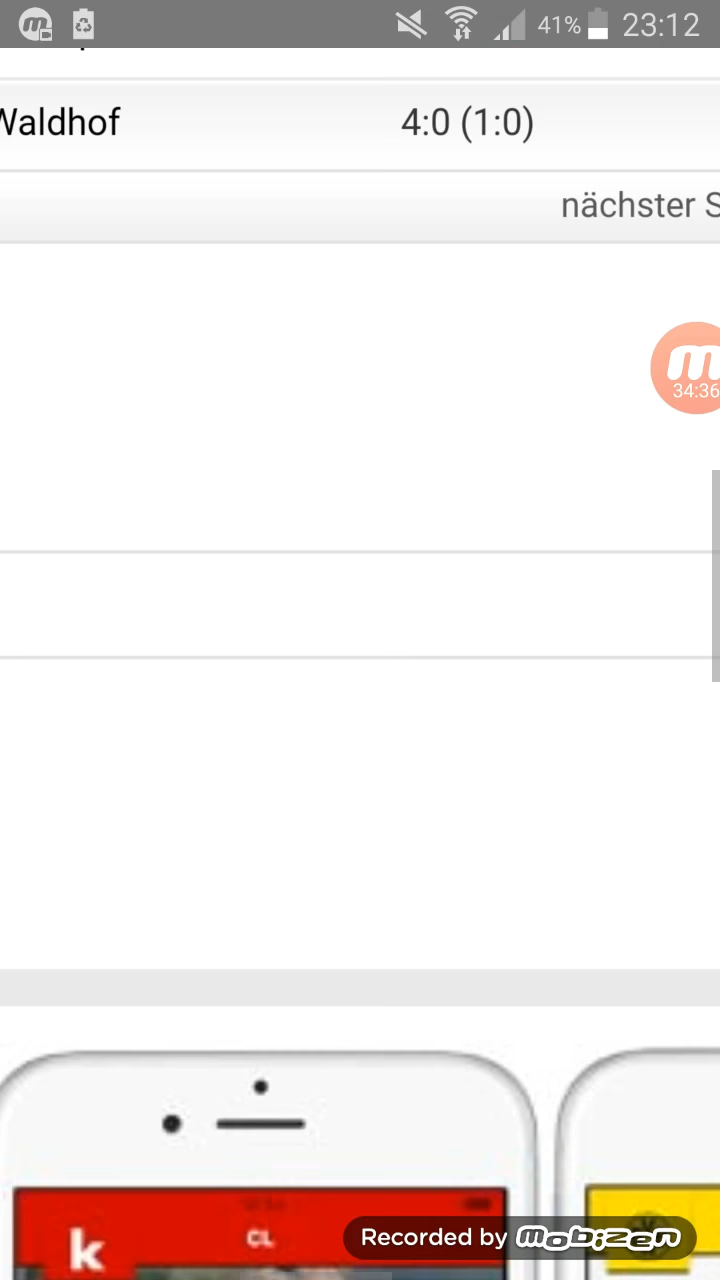 41% 23:12
Waldhof 4:0 (1:0)
nächster S
m
34:36
k CL
Recorded by mobizen